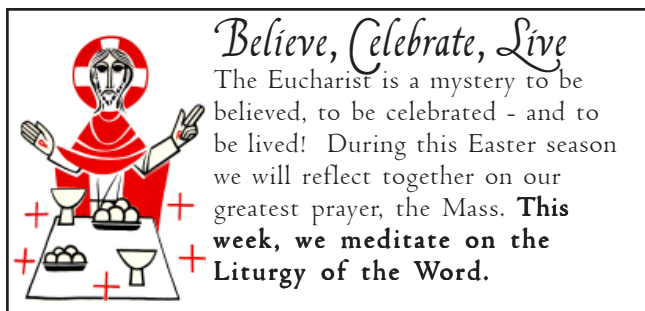 Believe, Celebrate, Live
The Eucharist is a mystery to be
believed, to be celebrated - and to
be lived! During this Easter season
we will reflect together on our
greatest prayer, the Mass. This
week, we meditate on the
Liturgy of the Word.